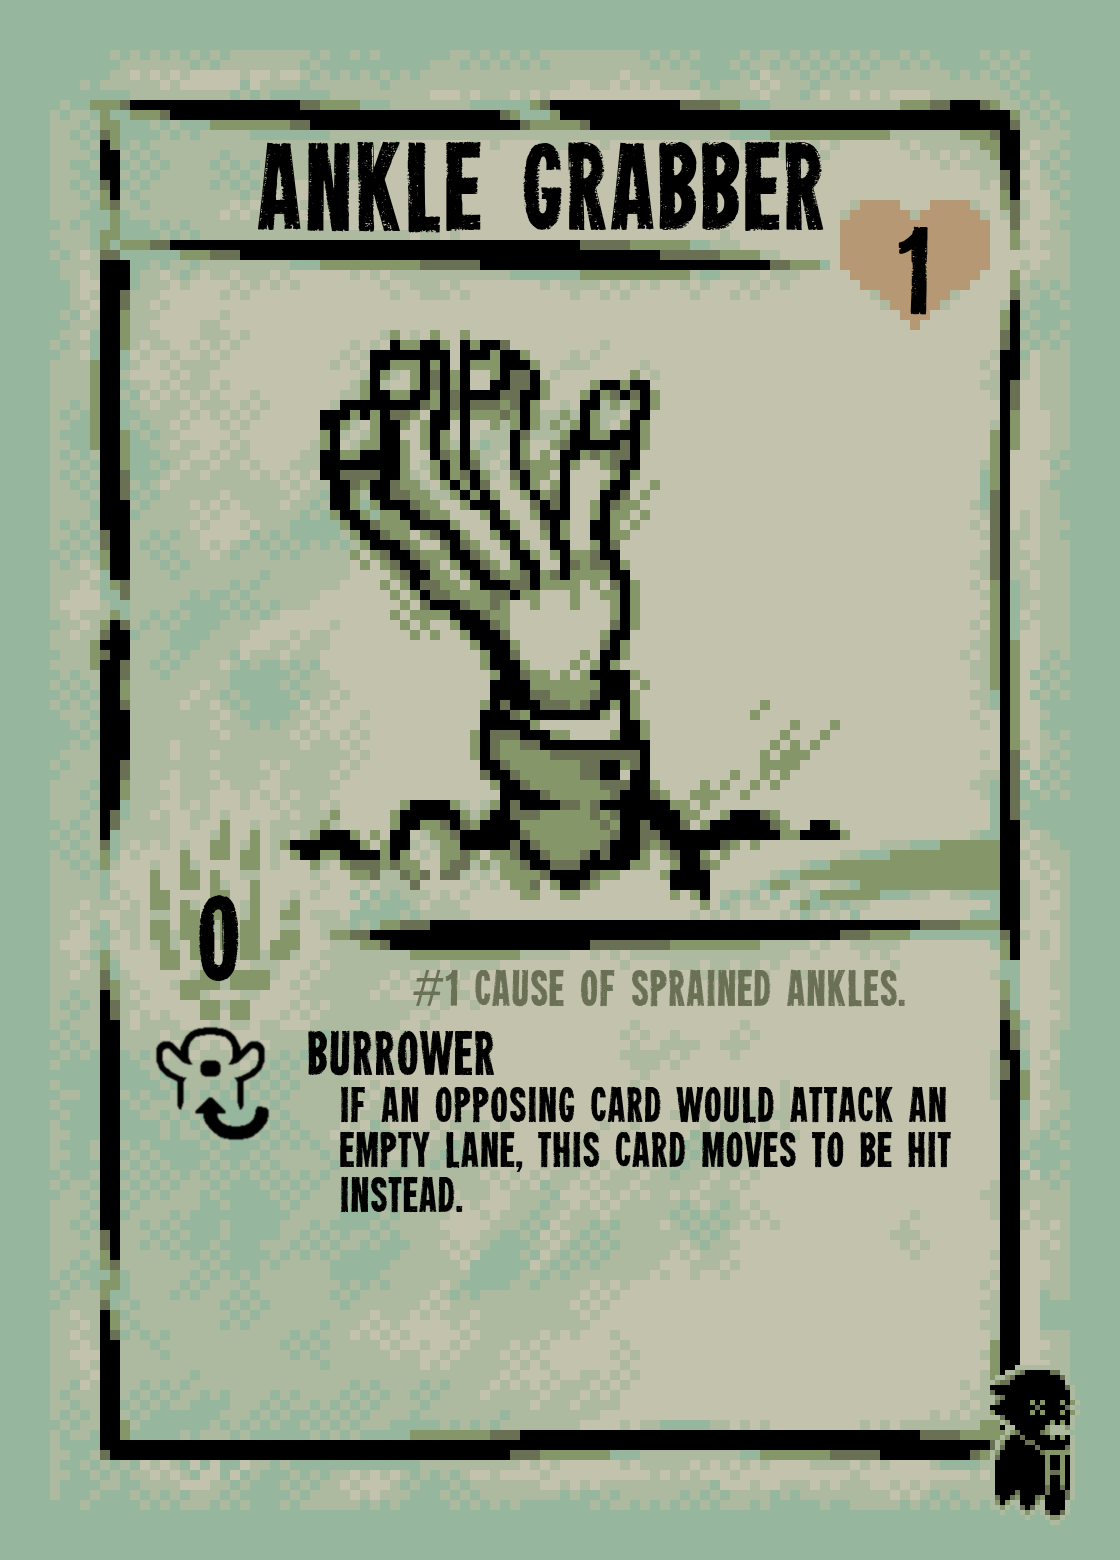 ANKLE GRABBER
1
0
#1 CAUSE OF SPRAINED ANKLES.
BURROWER
IF AN OPPOSING CARD WOULD ATTACK AN
EMPTY LANE, THIS CARD MOVES TO BE HIT
INSTEAD.